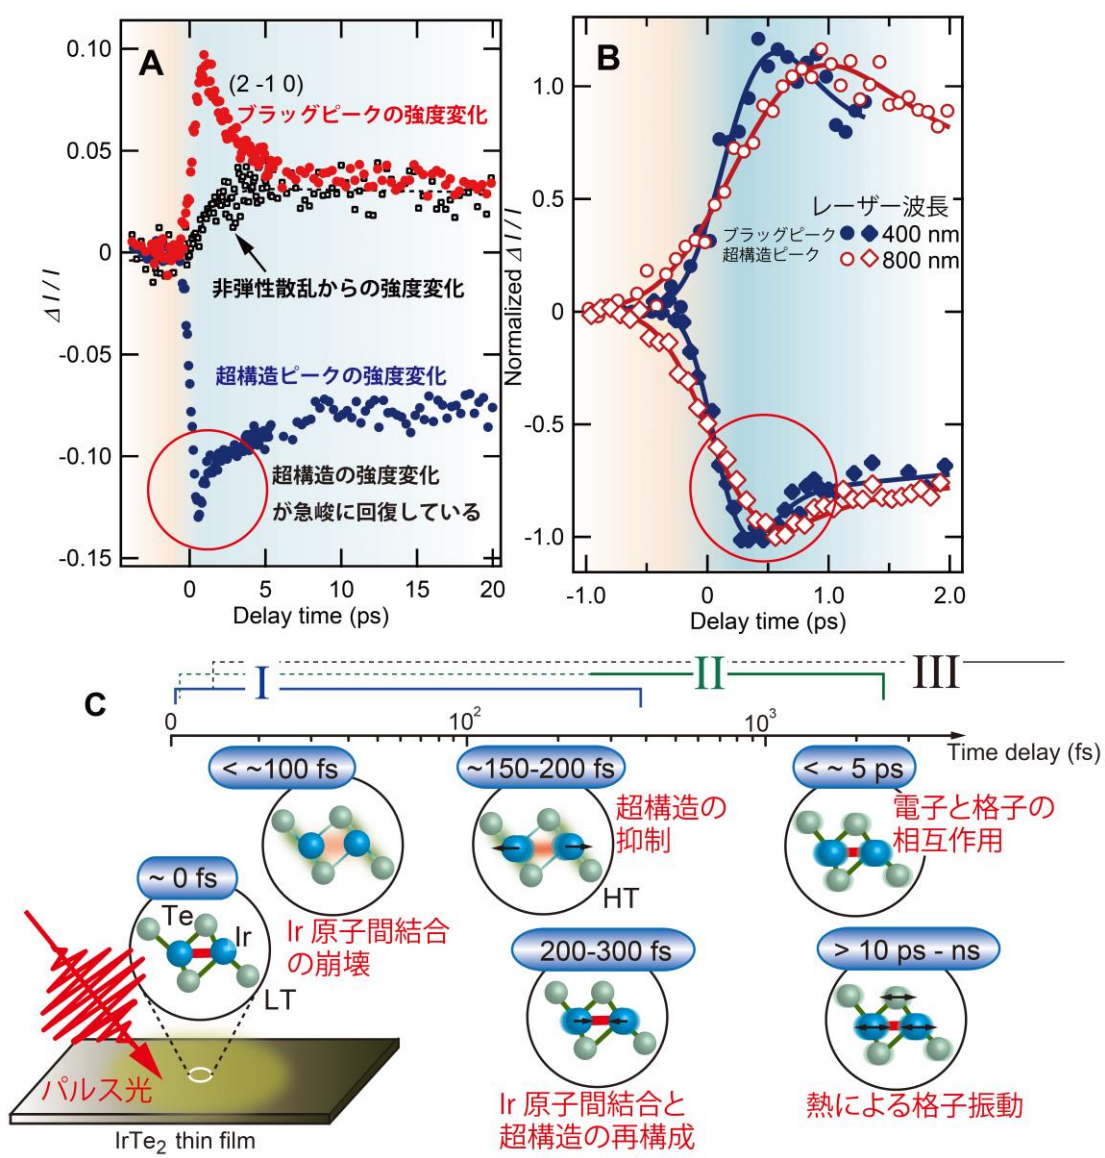 A
(2 -1 0)
ブラッグピークの強度変化
非弾性散乱からの強度変化
超構造ピークの強度変化
超構造の強度変化
が急峻に回復している
Δ I / I
0.10
0.05
0
-0.05
-0.10
-0.15
0
5
10
15
20
Delay time (ps)
B
レーザー波長
ブラッグピーク
400 nm
超構造ピーク
800 nm
Normalized Δ I / I
1.0
0.5
0
-0.5
-1.0
-1.0
0
1.0
2.0
Delay time (ps)
I
II
III
C
0
10²
10³
Time delay (fs)
< ~100 fs
~150-200 fs
< ~ 5 ps
超構造の
抑制
電子と格子の
相互作用
HT
~ 0 fs
Te
Ir
LT
Ir 原子間結合
の崩壊
200-300 fs
> 10 ps - ns
パルス光
Ir 原子間結合と
超構造の再構成
熱による格子振動
IrTe₂ thin film